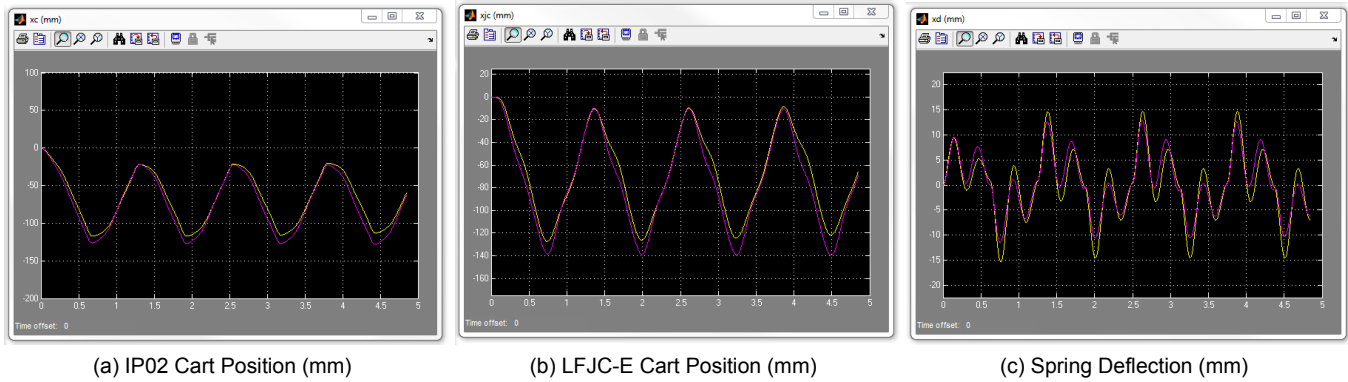 xc (mm)
100
50
0
-50
-100
-150
-200
0 0.5 1 1.5 2 2.5 3 3.5 4 4.5 5
Time offset: 0
(a) IP02 Cart Position (mm)
xjc (mm)
20
0
-20
-40
-60
-80
-100
-120
-140
-160
0 0.5 1 1.5 2 2.5 3 3.5 4 4.5 5
Time offset: 0
(b) LFJC-E Cart Position (mm)
xd (mm)
20
15
10
5
0
-5
-10
-15
-20
0 0.5 1 1.5 2 2.5 3 3.5 4 4.5 5
Time offset: 0
(c) Spring Deflection (mm)